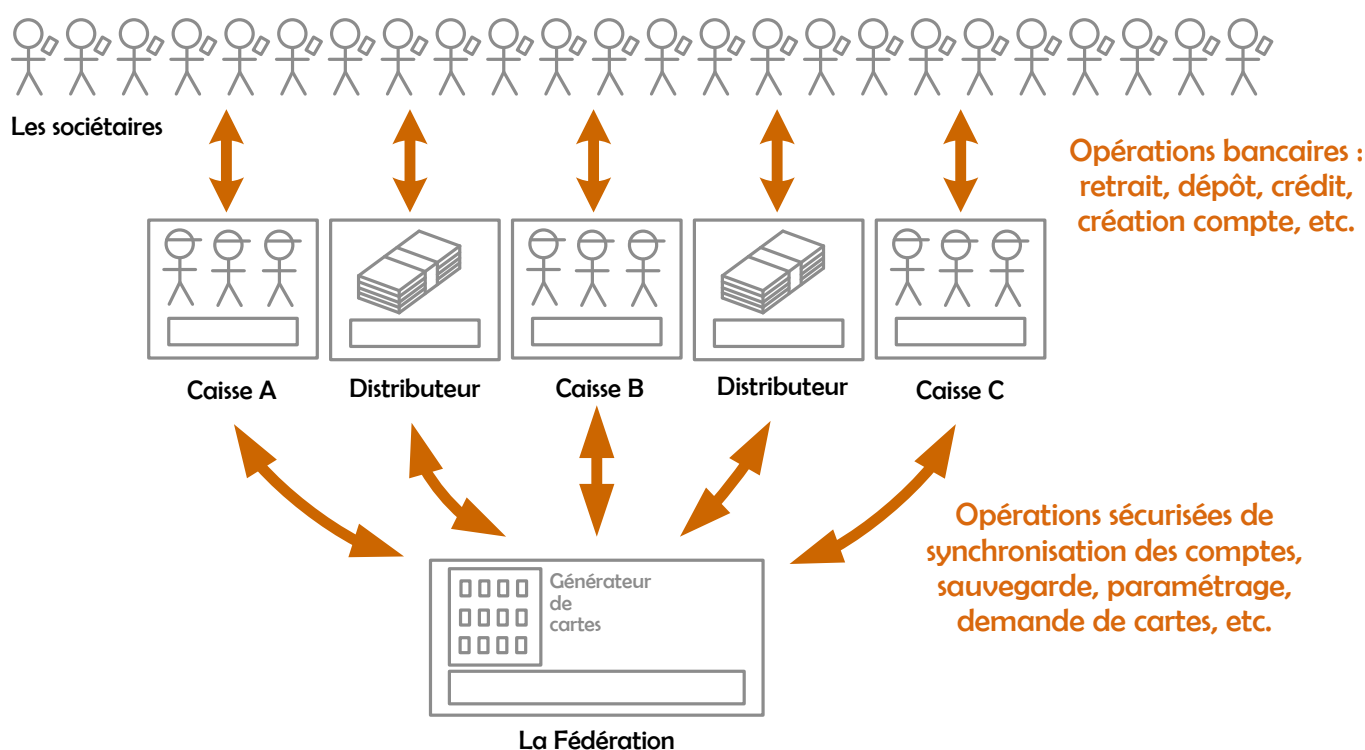 Les sociétaires
Opérations bancaires :
retrait, dépôt, crédit,
création compte, etc.
Caisse A
Distributeur
Caisse B
Distributeur
Caisse C
Opérations sécurisées de
synchronisation des comptes,
sauvegarde, paramétrage,
demande de cartes, etc.
Générateur
de
cartes
La Fédération